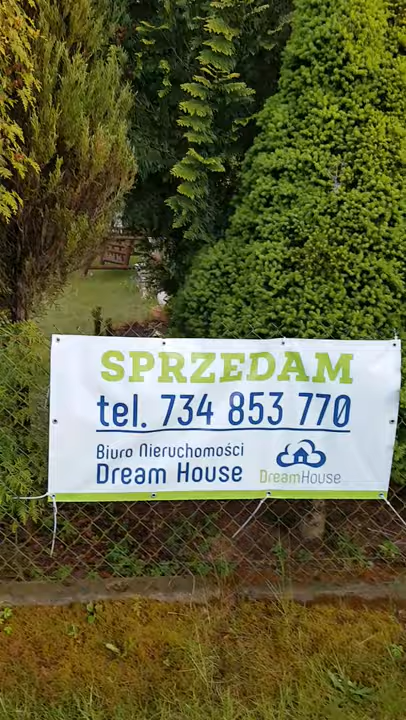 SPRZEDAM
tel. 734 853 770
Biuro Nieruchomości
Dream House
DreamHouse